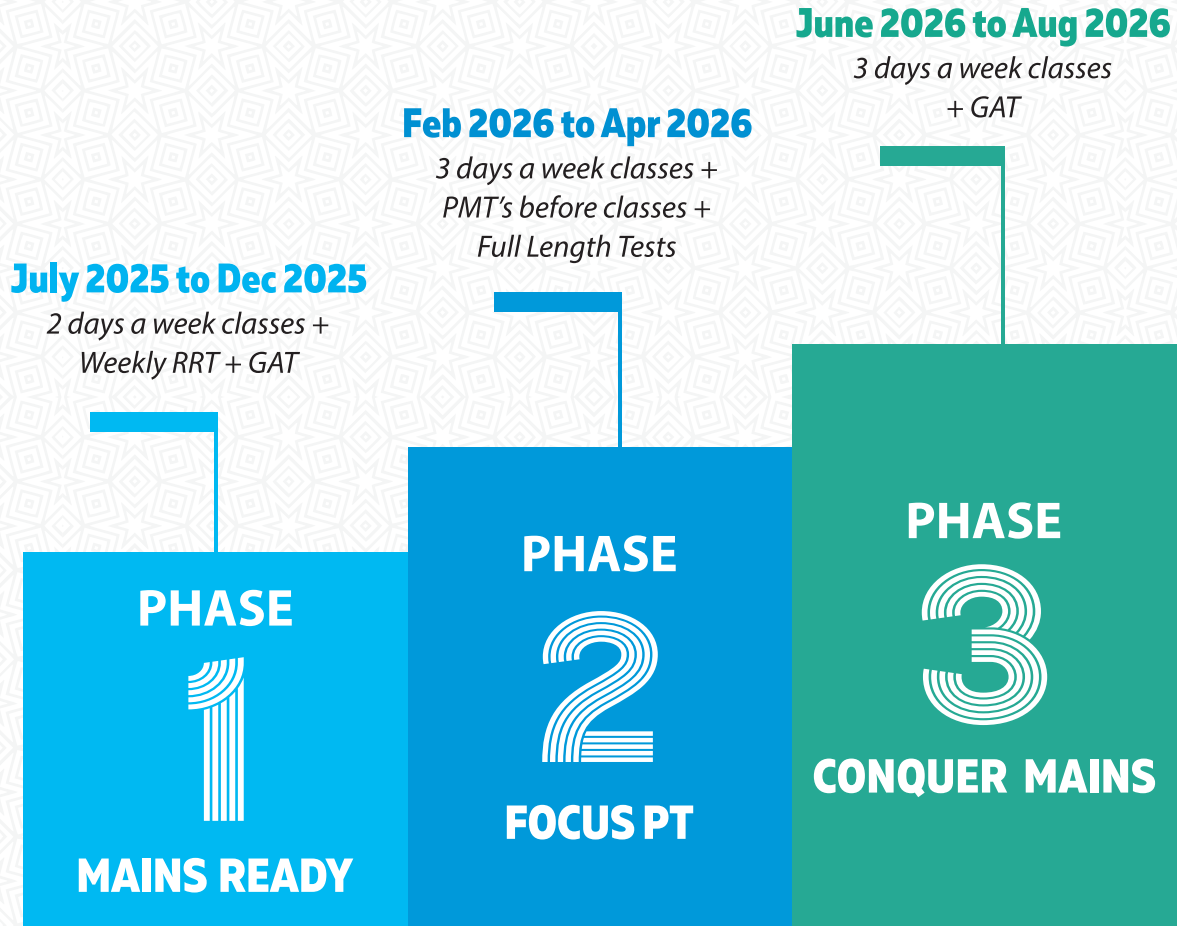 July 2025 to Dec 2025
2 days a week classes +
Weekly RRT + GAT
PHASE
1
MAINS READY
Feb 2026 to Apr 2026
3 days a week classes +
PMT's before classes +
Full Length Tests
PHASE
2
FOCUS PT
June 2026 to Aug 2026
3 days a week classes
+ GAT
PHASE
3
CONQUER MAINS